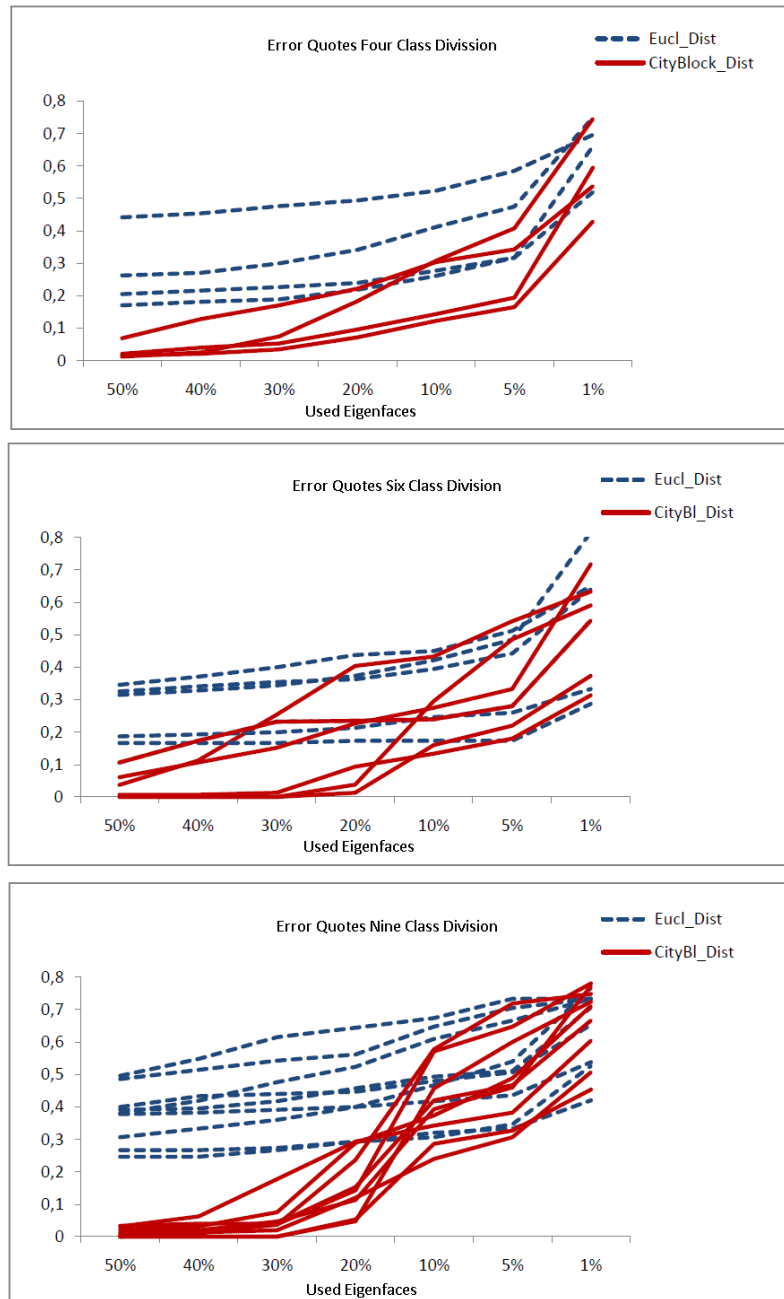 Error Quotes Four Class Divission
Eucl_Dist
CityBlock_Dist
0,8
0,7
0,6
0,5
0,4
0,3
0,2
0,1
0
50% 40% 30% 20% 10% 5% 1%
Used Eigenfaces
Error Quotes Six Class Division
Eucl_Dist
CityBl_Dist
0,8
0,7
0,6
0,5
0,4
0,3
0,2
0,1
0
50% 40% 30% 20% 10% 5% 1%
Used Eigenfaces
Error Quotes Nine Class Division
Eucl_Dist
CityBl_Dist
0,8
0,7
0,6
0,5
0,4
0,3
0,2
0,1
0
50% 40% 30% 20% 10% 5% 1%
Used Eigenfaces